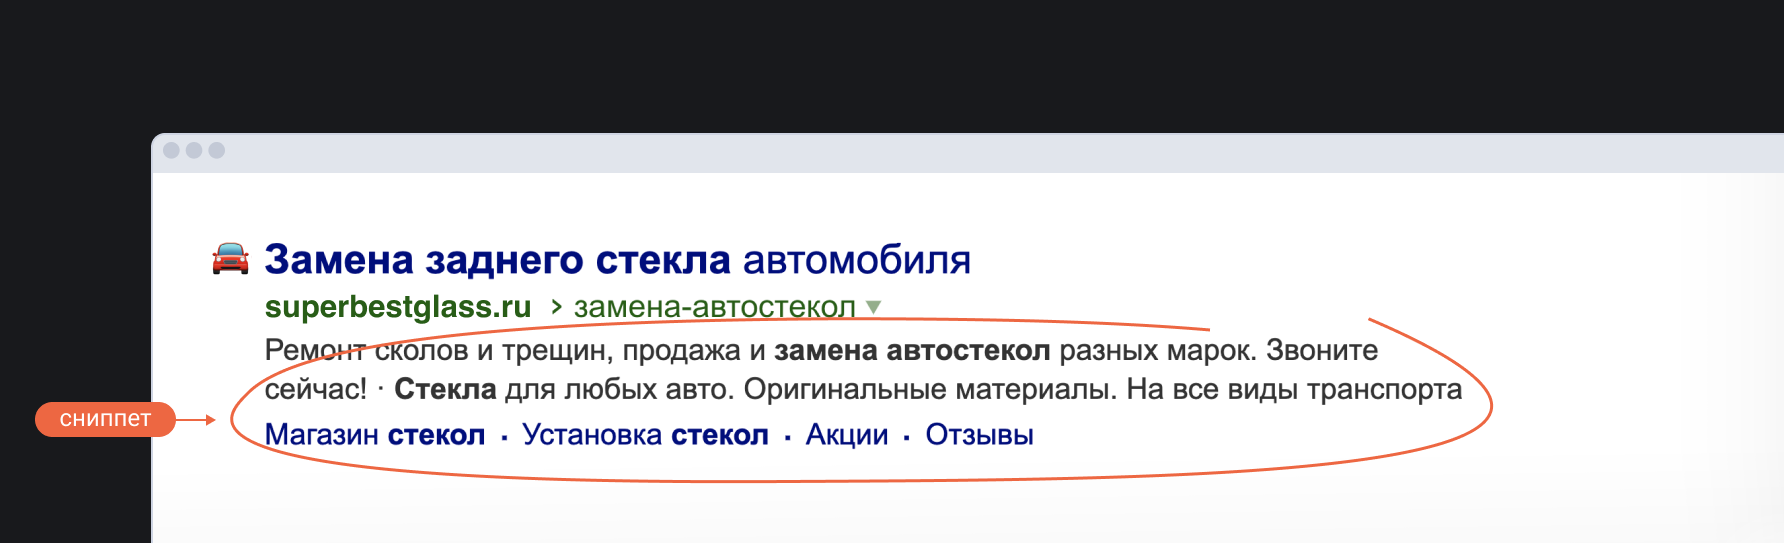 Замена заднего стекла автомобиля
superbestglass.ru › замена-автостекол
Ремонт сколов и трещин, продажа и замена автостекол разных марок. Звоните
сейчас! · Стекла для любых авто. Оригинальные материалы. На все виды транспорта
сниппет
Магазин стекол · Установка стекол · Акции · Отзывы